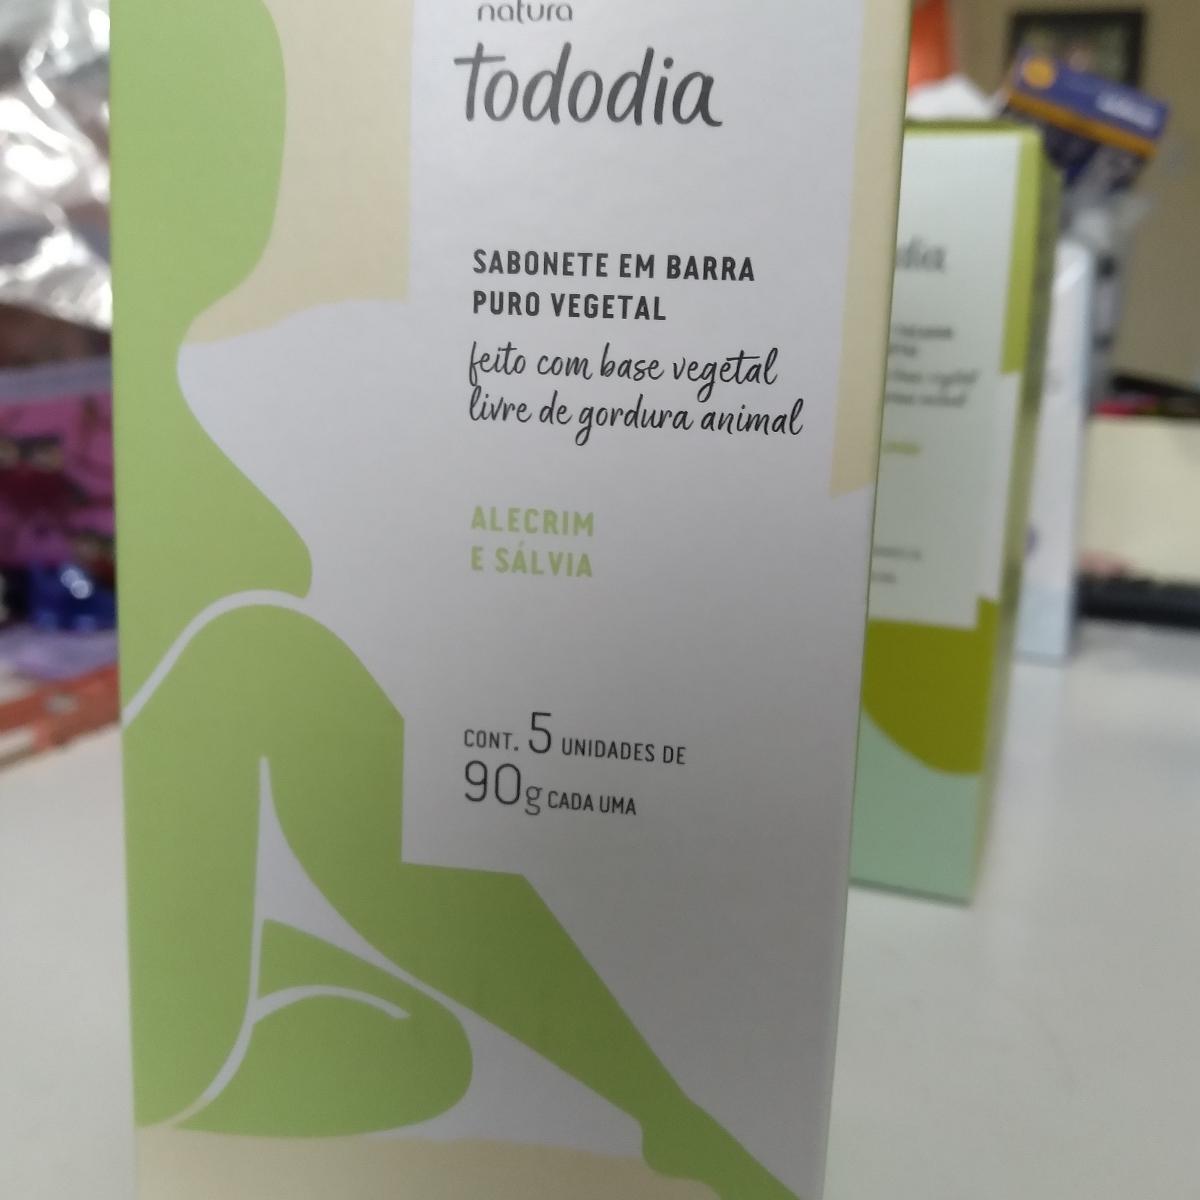 natura
tododia
SABONETE EM BARRA
PURO VEGETAL
feito com base vegetal
livre de gordura animal
ALECRIM
E SÁLVIA
CONT. 5 UNIDADES DE
90g CADA UMA
dia